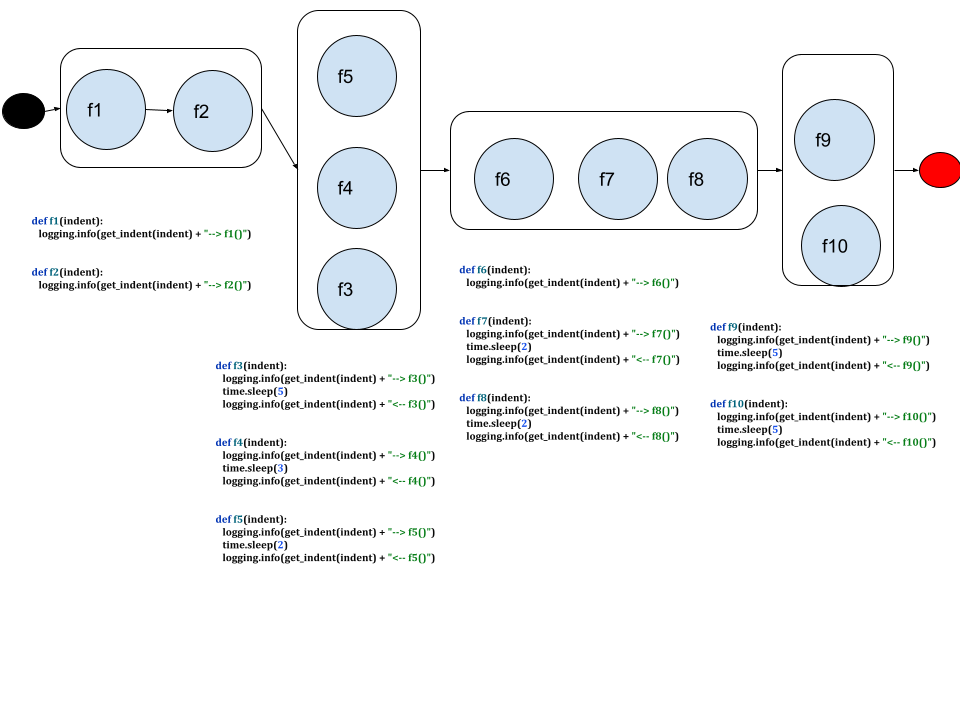 f1
f2
f5
f4
f3
f6
f7
f8
f9
f10
def f1(indent):
  logging.info(get_indent(indent) + "--> f1()")
def f2(indent):
  logging.info(get_indent(indent) + "--> f2()")
def f3(indent):
  logging.info(get_indent(indent) + "--> f3()")
  time.sleep(5)
  logging.info(get_indent(indent) + "<-- f3()")
def f4(indent):
  logging.info(get_indent(indent) + "--> f4()")
  time.sleep(3)
  logging.info(get_indent(indent) + "<-- f4()")
def f5(indent):
  logging.info(get_indent(indent) + "--> f5()")
  time.sleep(2)
  logging.info(get_indent(indent) + "<-- f5()")
def f6(indent):
  logging.info(get_indent(indent) + "--> f6()")
def f7(indent):
  logging.info(get_indent(indent) + "--> f7()")
  time.sleep(2)
  logging.info(get_indent(indent) + "<-- f7()")
def f8(indent):
  logging.info(get_indent(indent) + "--> f8()")
  time.sleep(2)
  logging.info(get_indent(indent) + "<-- f8()")
def f9(indent):
  logging.info(get_indent(indent) + "--> f9()")
  time.sleep(5)
  logging.info(get_indent(indent) + "<-- f9()")
def f10(indent):
  logging.info(get_indent(indent) + "--> f10()")
  time.sleep(5)
  logging.info(get_indent(indent) + "<-- f10()")